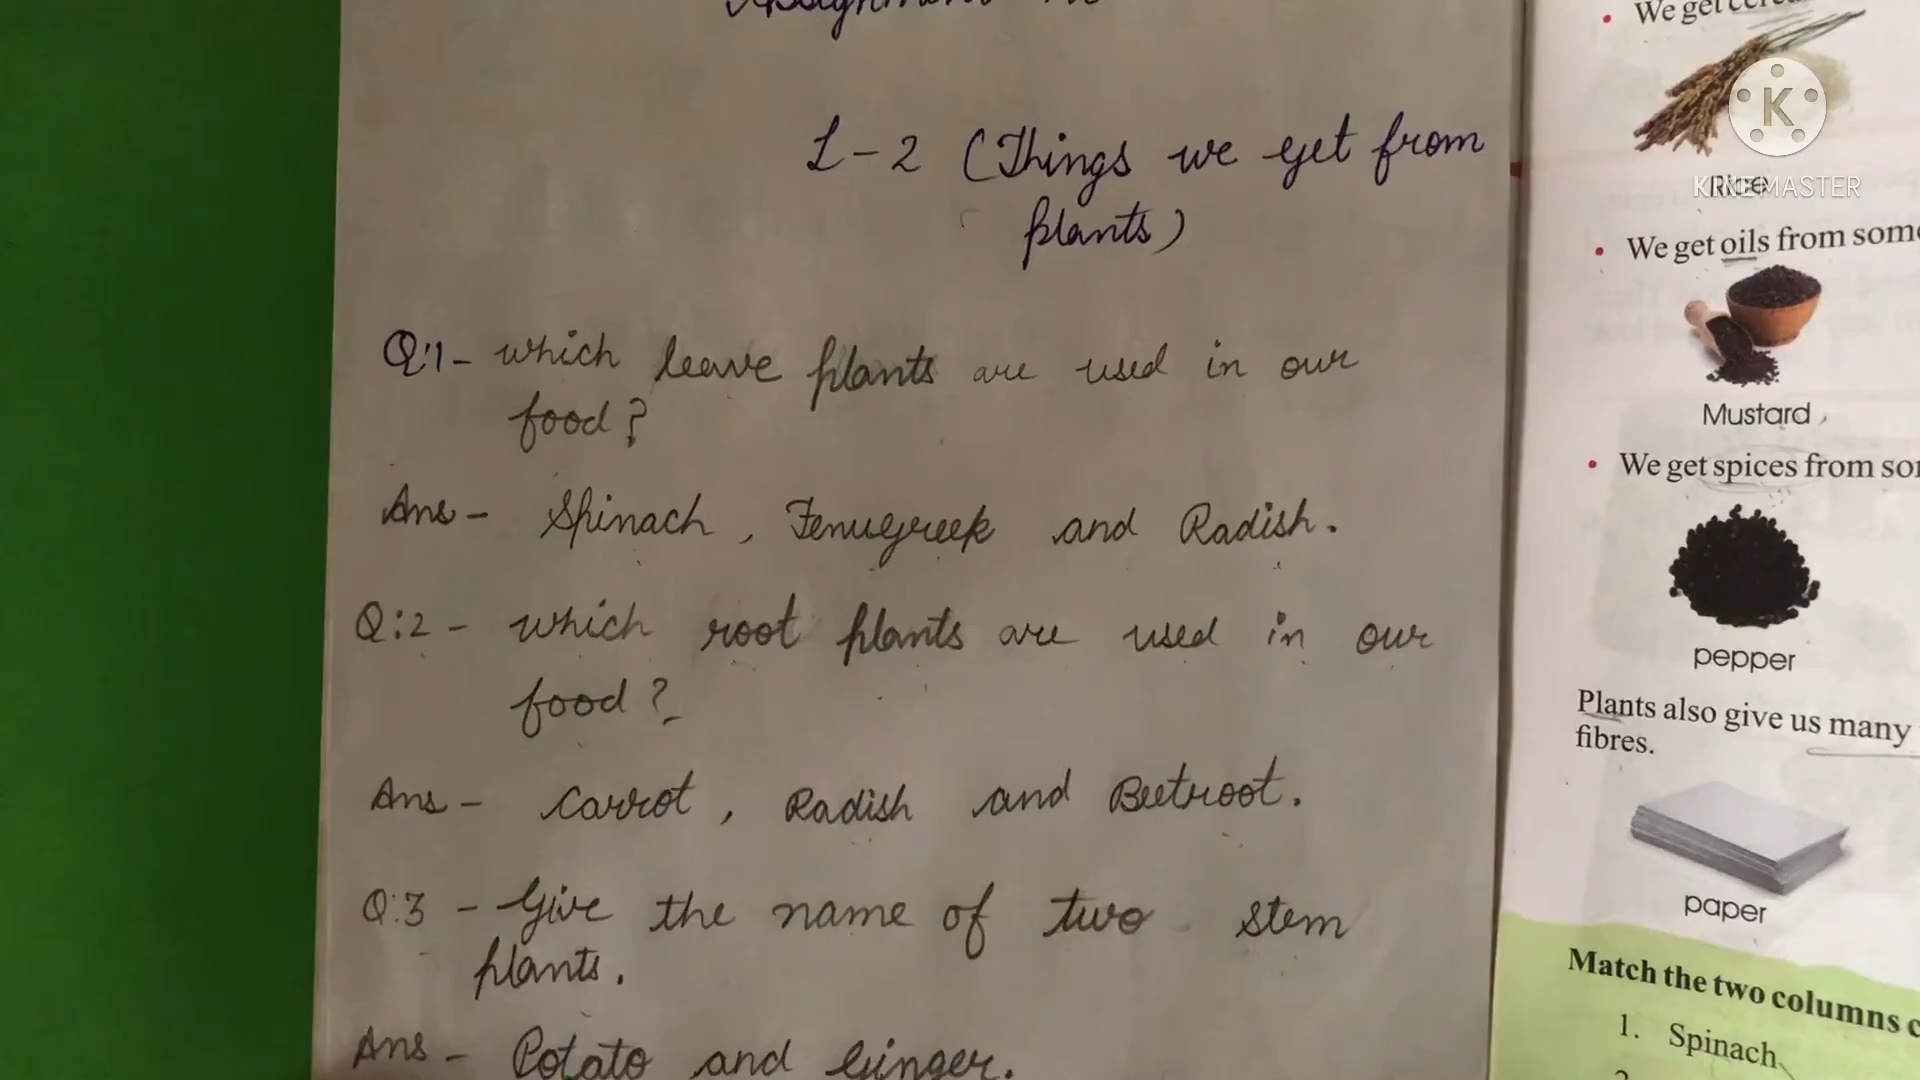 Assignment
L-2 (Things we get from
plants)
Q:1- which leave plants are used in our
food?
Ans- Spinach, Fenugreek and Radish.
Q:2- which root plants are used in our
food?
Ans- Carrot, Radish and Beetroot.
Q:3 - Give the name of two stem
plants.
Ans- Potato and Ginger.
• We get
Rice
KINEMASTER
• We get oils from some
Mustard
• We get spices from
pepper
Plants also give us many
fibres.
paper
Match the two columns
1. Spinach